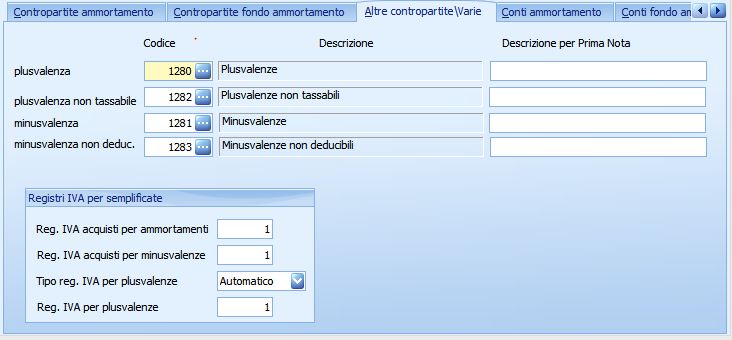 Contropartite ammortamento Contropartite fondo ammortamento Altre contropartite\Varie Conti ammortamento Conti fondo an
Codice * Descrizione Descrizione per Prima Nota
plusvalenza 1280 ... Plusvalenze
plusvalenza non tassabile 1282 ... Plusvalenze non tassabili
minusvalenza 1281 ... Minusvalenze
minusvalenza non deduc. 1283 ... Minusvalenze non deducibili
Registri IVA per semplificate
Reg. IVA acquisti per ammortamenti 1
Reg. IVA acquisti per minusvalenze 1
Tipo reg. IVA per plusvalenze Automatico
Reg. IVA per plusvalenze 1